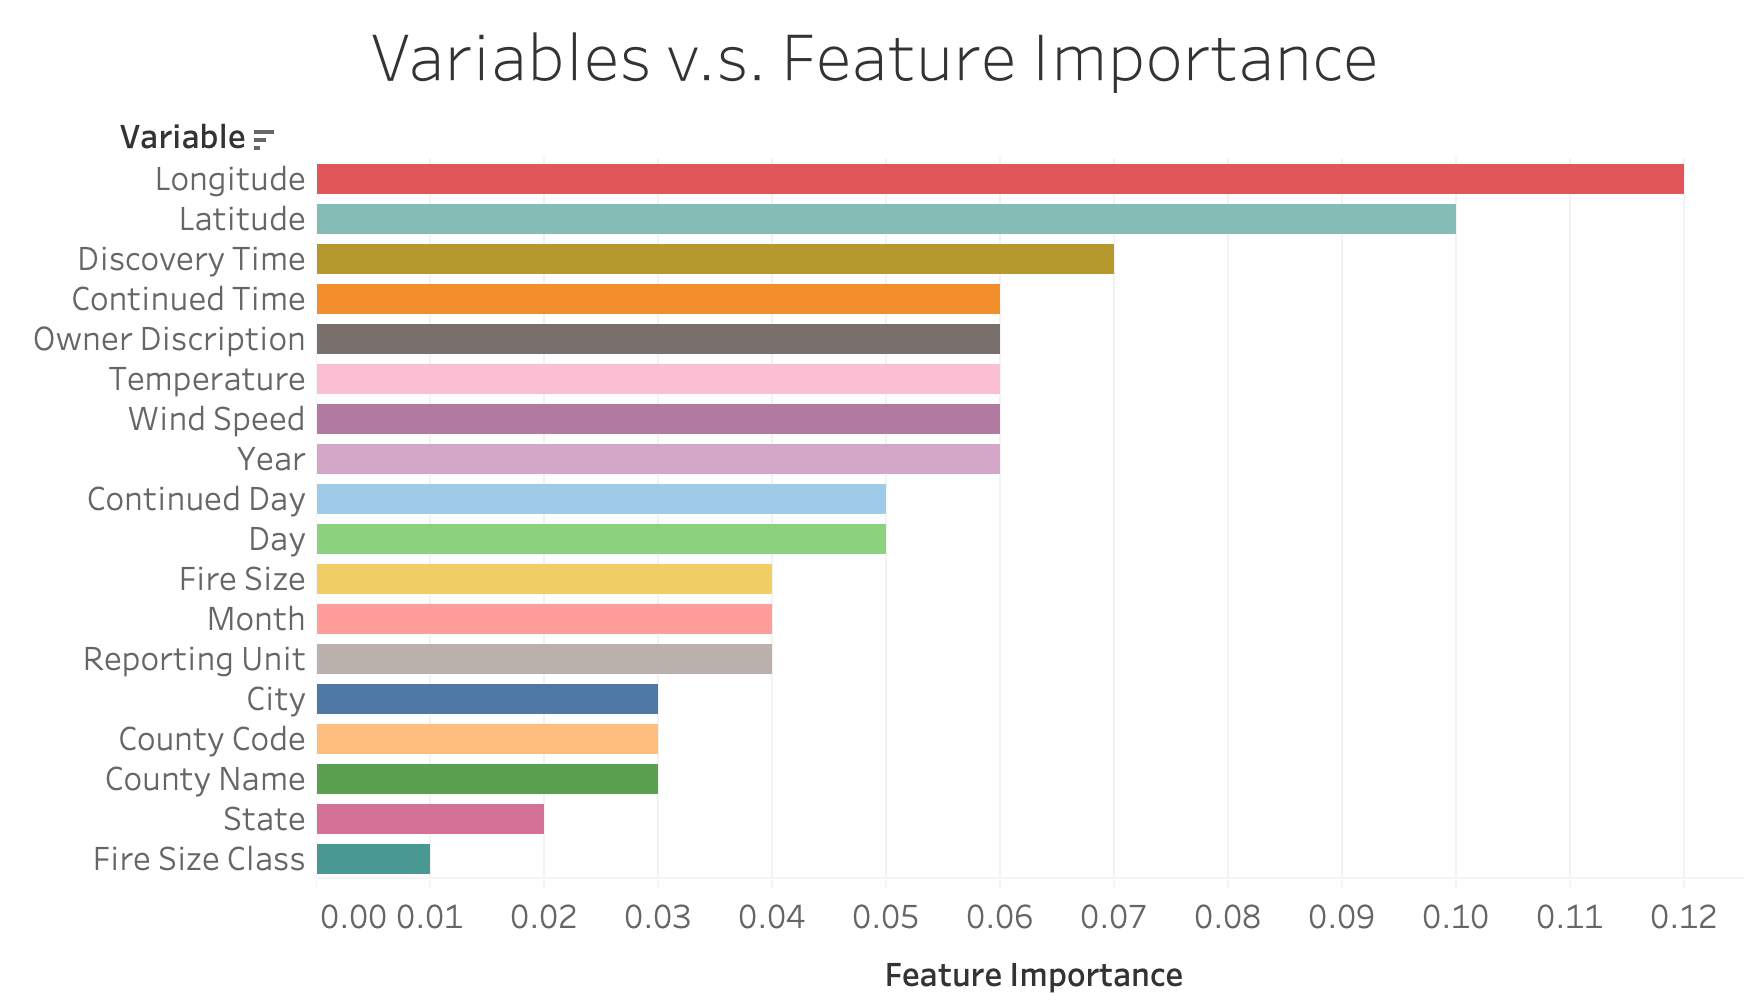 Variables v.s. Feature Importance
Variable
Longitude
Latitude
Discovery Time
Continued Time
Owner Discription
Temperature
Wind Speed
Year
Continued Day
Day
Fire Size
Month
Reporting Unit
City
County Code
County Name
State
Fire Size Class
0.00 0.01 0.02 0.03 0.04 0.05 0.06 0.07 0.08 0.09 0.10 0.11 0.12
Feature Importance